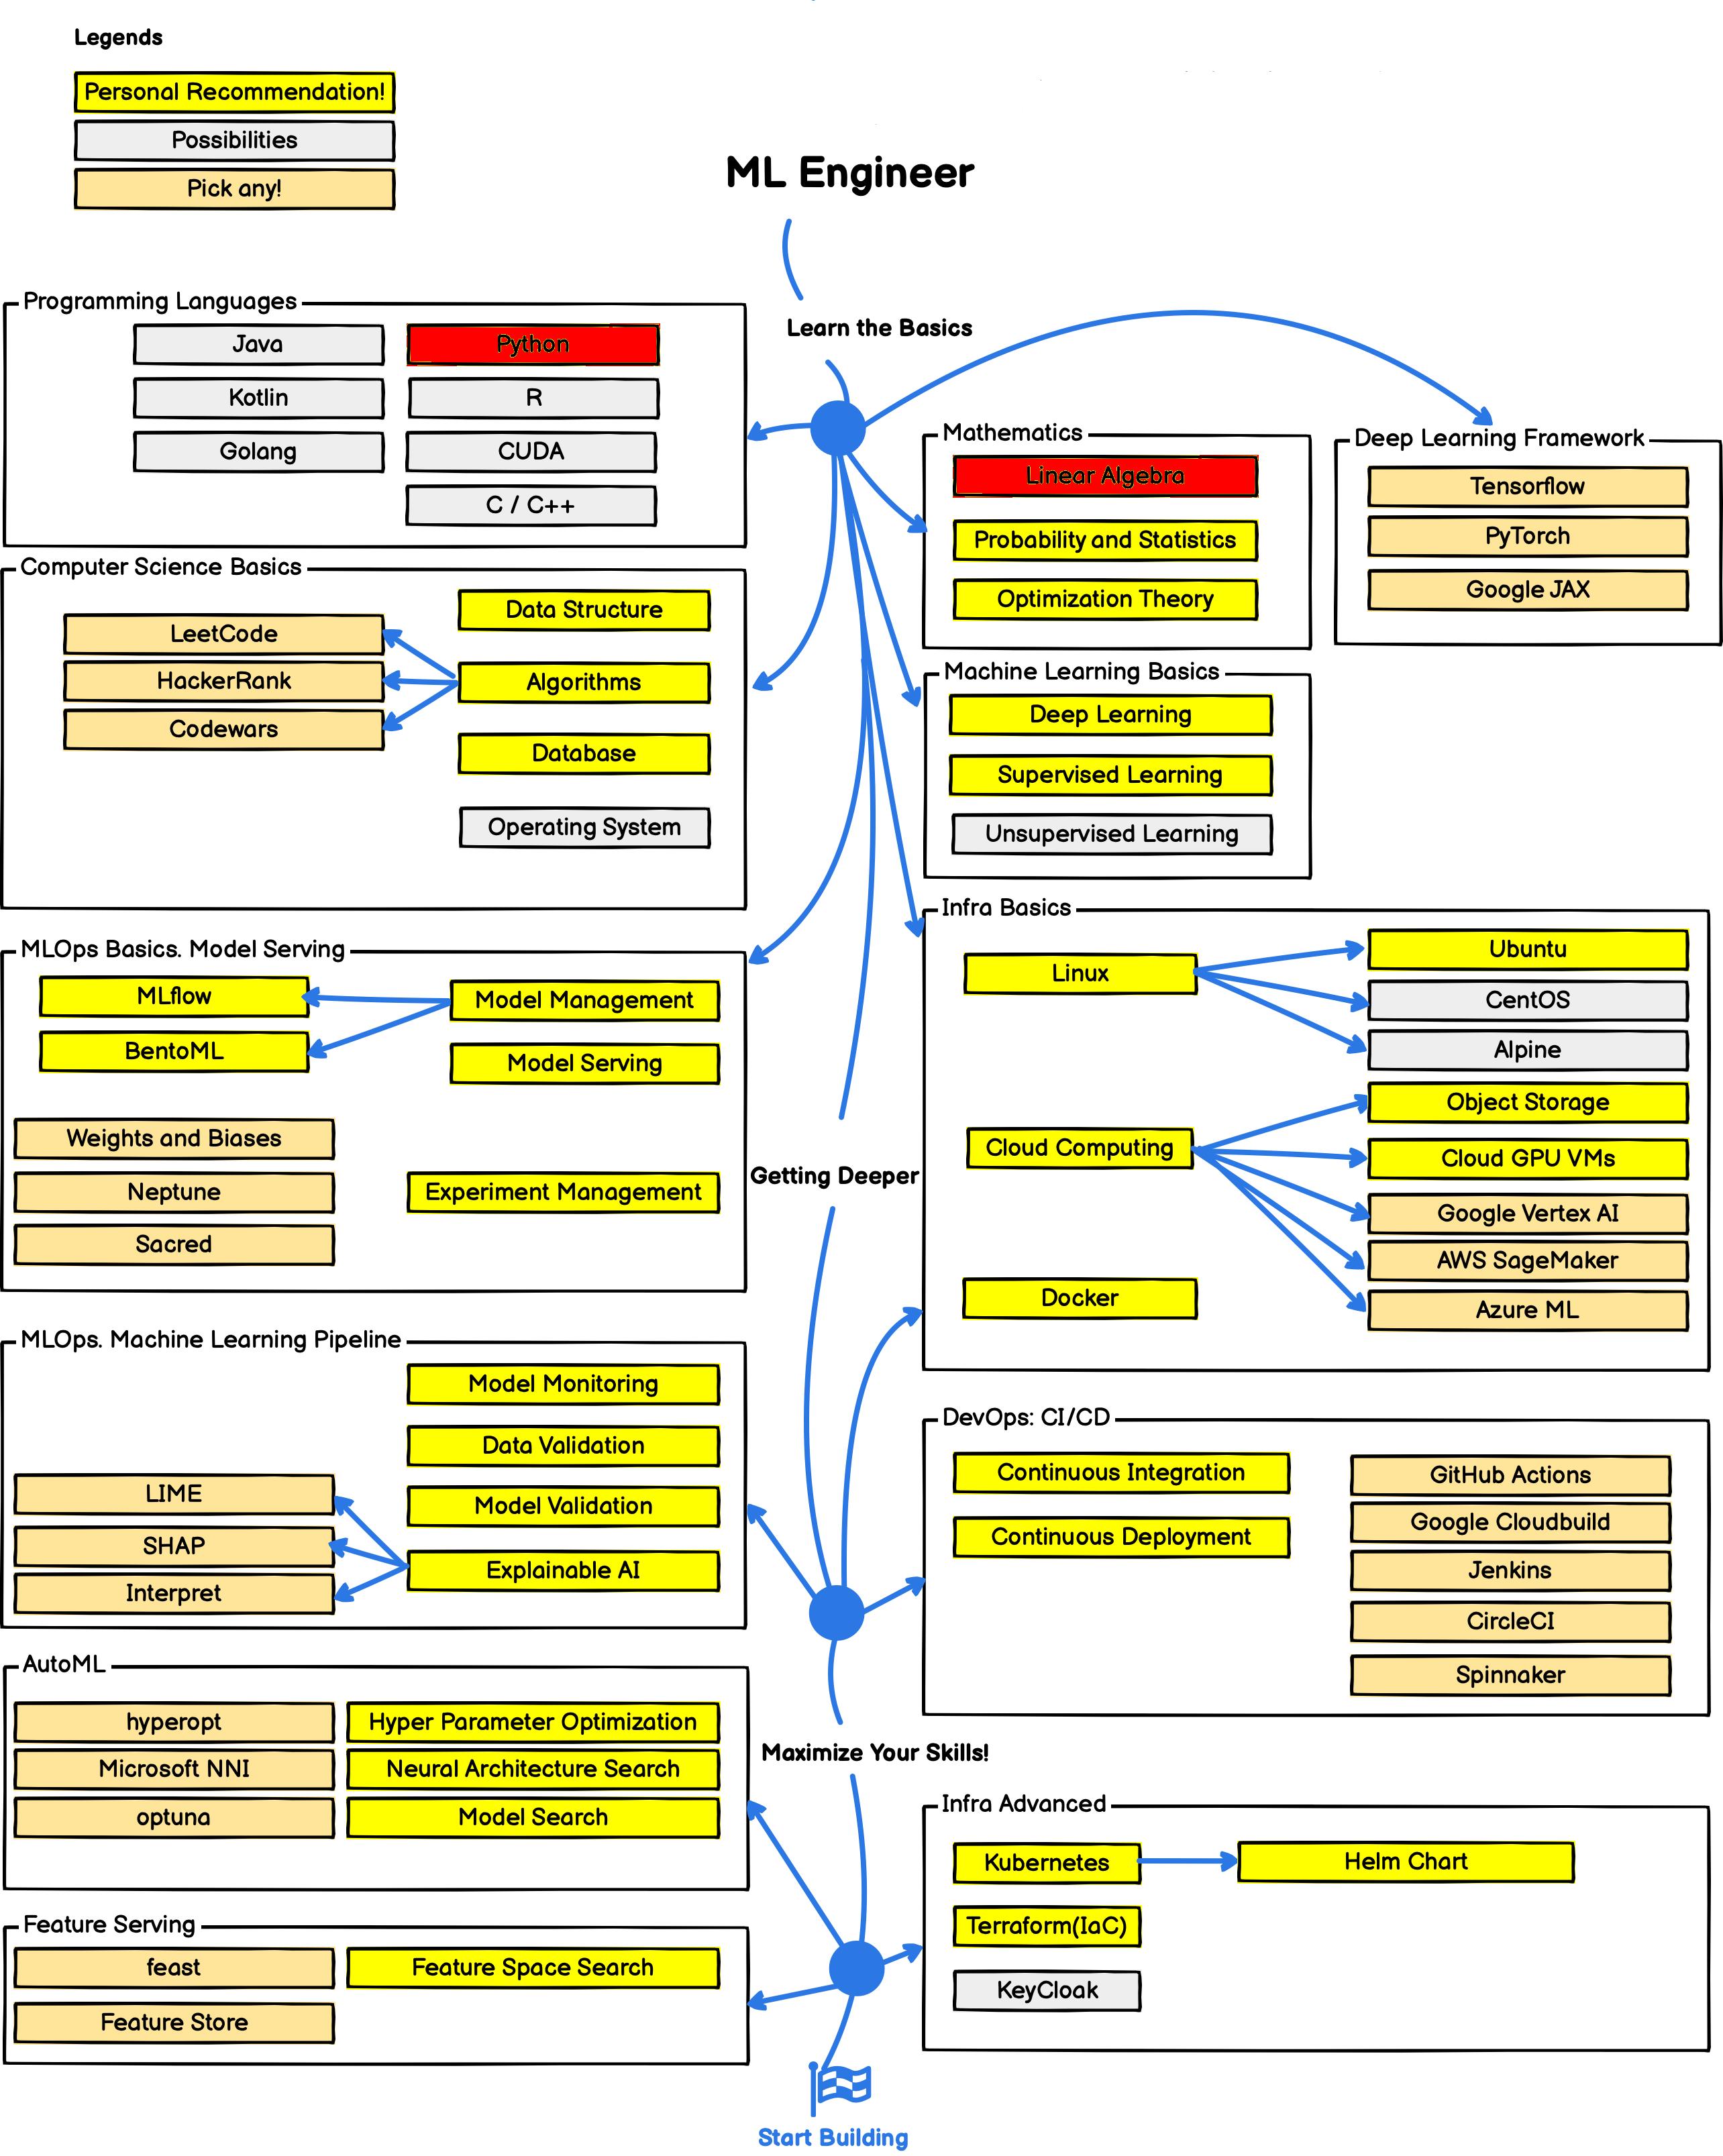 Legends
Personal Recommendation!
Possibilities
Pick any!
ML Engineer
Learn the Basics
Programming Languages
Java
Python
Kotlin
R
Golang
CUDA
C / C++
Mathematics
Linear Algebra
Probability and Statistics
Optimization Theory
Deep Learning Framework
Tensorflow
PyTorch
Google JAX
Computer Science Basics
Data Structure
LeetCode
HackerRank
Algorithms
Codewars
Database
Operating System
Machine Learning Basics
Deep Learning
Supervised Learning
Unsupervised Learning
MLOps Basics. Model Serving
MLflow
Model Management
BentoML
Model Serving
Weights and Biases
Neptune
Experiment Management
Sacred
Infra Basics
Linux
Ubuntu
CentOS
Alpine
Cloud Computing
Object Storage
Cloud GPU VMs
Google Vertex AI
AWS SageMaker
Docker
Azure ML
Getting Deeper
MLOps. Machine Learning Pipeline
Model Monitoring
Data Validation
LIME
Model Validation
SHAP
Explainable AI
Interpret
DevOps: CI/CD
Continuous Integration
Continuous Deployment
GitHub Actions
Google Cloudbuild
Jenkins
CircleCI
Spinnaker
Maximize Your Skills!
AutoML
hyperopt
Hyper Parameter Optimization
Microsoft NNI
Neural Architecture Search
optuna
Model Search
Infra Advanced
Kubernetes
Helm Chart
Terraform(IaC)
KeyCloak
Feature Serving
feast
Feature Space Search
Feature Store
Start Building